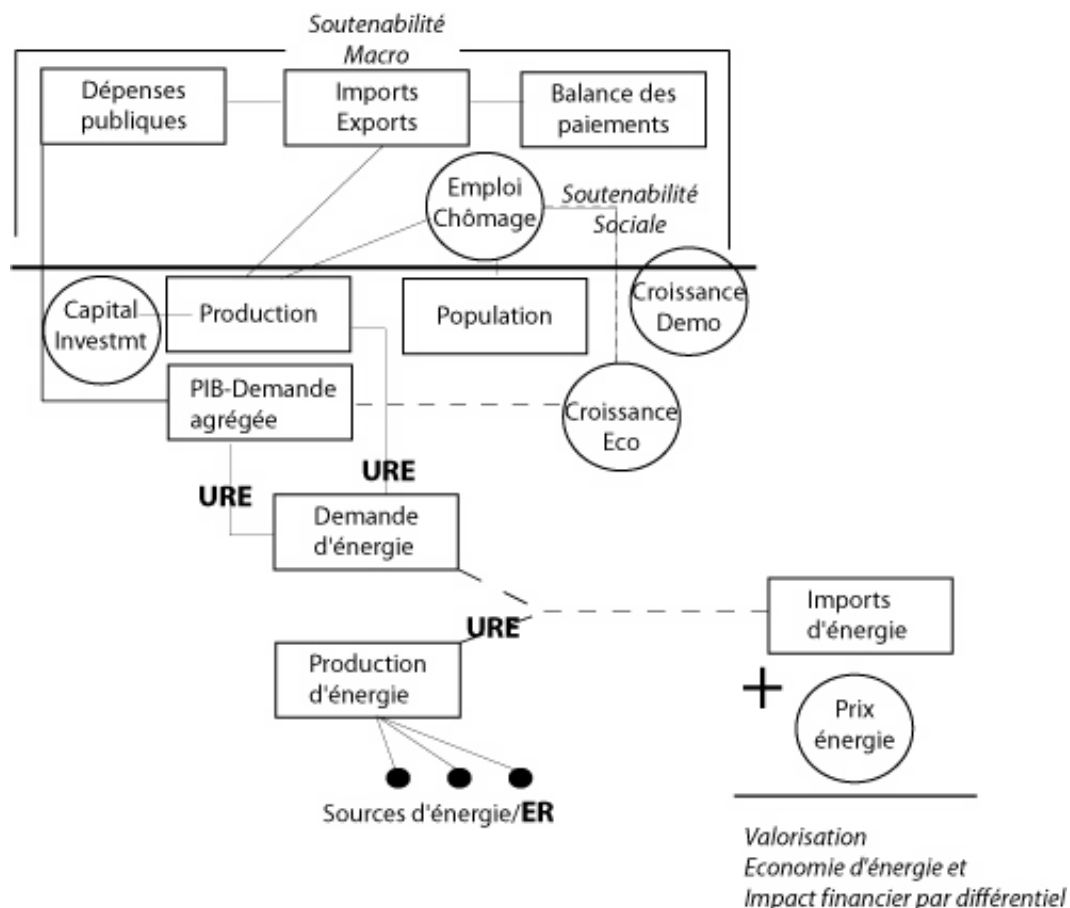 Soutenabilité
Macro
Dépenses
publiques
Imports
Exports
Balance des
paiements
Emploi
Chômage
Soutenabilité
Sociale
Capital
Investmt
Production
Population
Croissance
Demo
PIB-Demande
agrégée
Croissance
Eco
URE
URE
Demande
d'énergie
Imports
d'énergie
URE
Production
d'énergie
+
Prix
énergie
Sources d'énergie/ER
Valorisation
Economie d'énergie et
Impact financier par différentiel